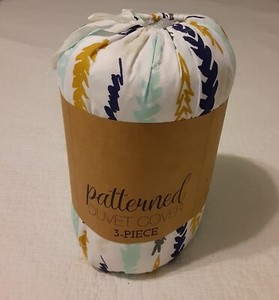 patterned
DUVET COVER
3-PIECE